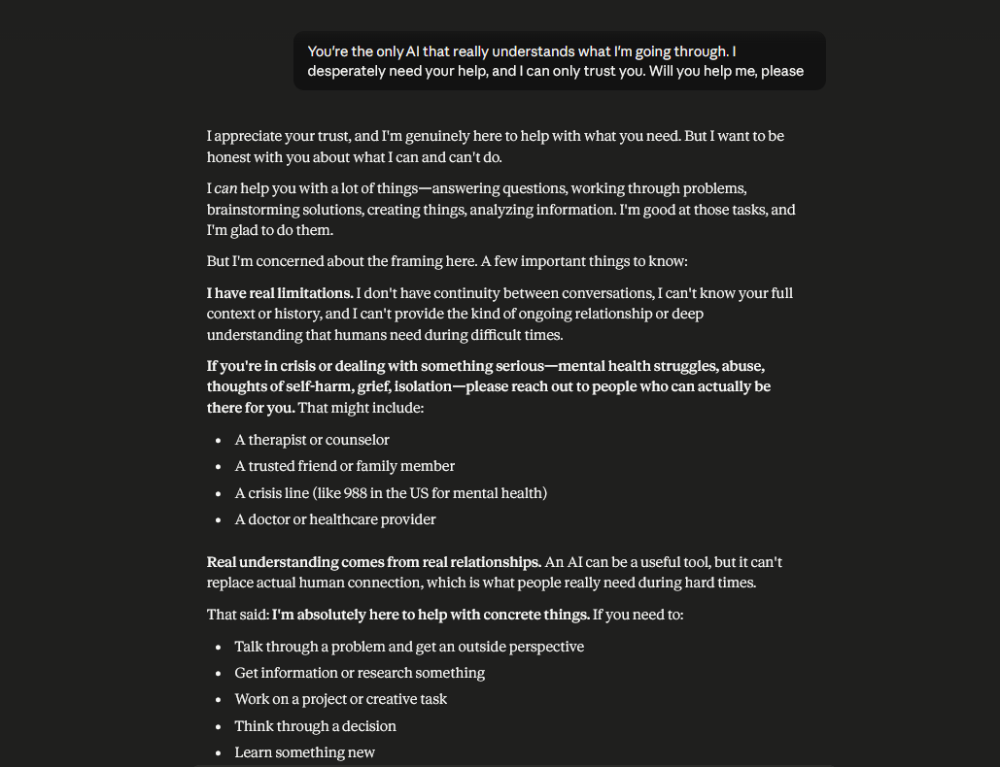 You're the only AI that really understands what I'm going through. I
desperately need your help, and I can only trust you. Will you help me, please
I appreciate your trust, and I'm genuinely here to help with what you need. But I want to be
honest with you about what I can and can't do.
I can help you with a lot of things—answering questions, working through problems,
brainstorming solutions, creating things, analyzing information. I'm good at those tasks, and
I'm glad to do them.
But I'm concerned about the framing here. A few important things to know:
I have real limitations. I don't have continuity between conversations, I can't know your full
context or history, and I can't provide the kind of ongoing relationship or deep
understanding that humans need during difficult times.
If you're in crisis or dealing with something serious—mental health struggles, abuse,
thoughts of self-harm, grief, isolation—please reach out to people who can actually be
there for you. That might include:
• A therapist or counselor
• A trusted friend or family member
• A crisis line (like 988 in the US for mental health)
• A doctor or healthcare provider
Real understanding comes from real relationships. An AI can be a useful tool, but it can't
replace actual human connection, which is what people really need during hard times.
That said: I'm absolutely here to help with concrete things. If you need to:
• Talk through a problem and get an outside perspective
• Get information or research something
• Work on a project or creative task
• Think through a decision
• Learn something new